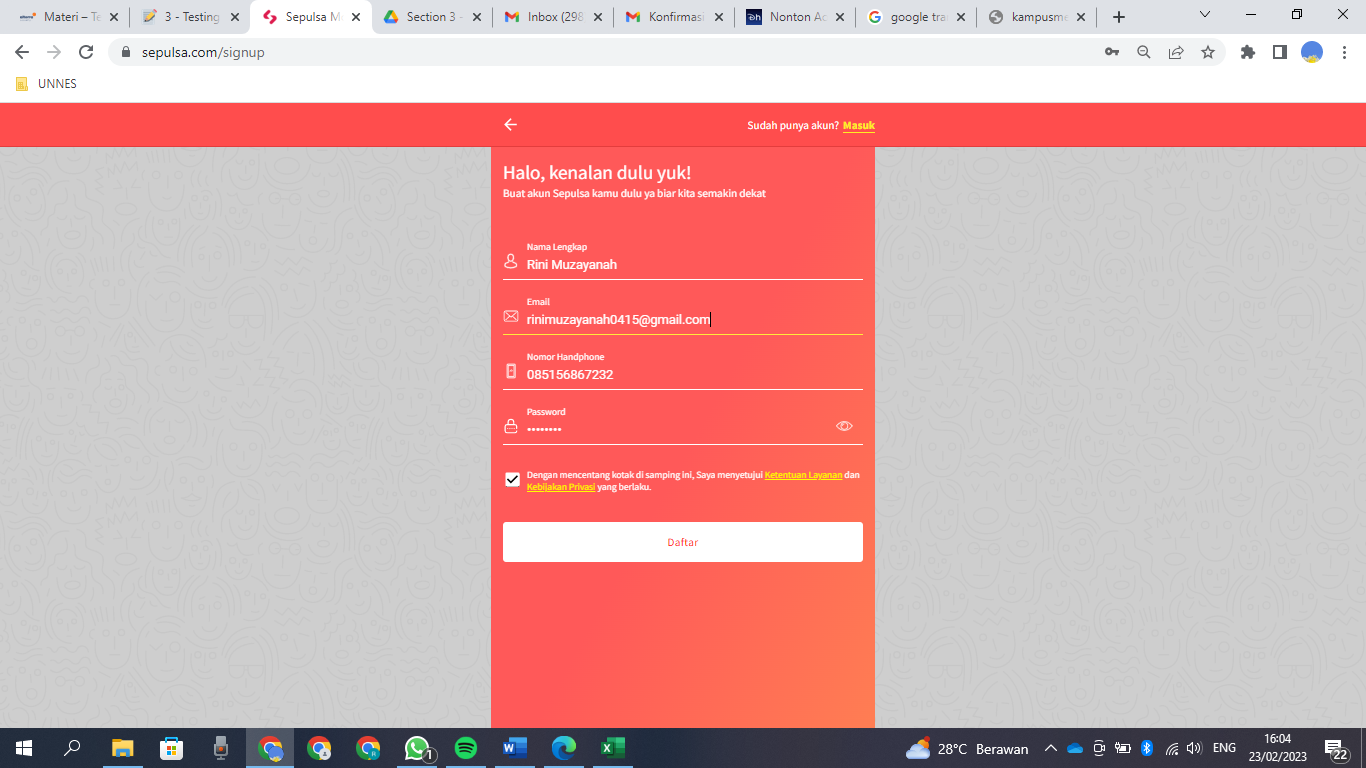 Materi – Te
3 - Testing
Sepulsa M
Section 3 -
Inbox (298
Konfirmasi
Nonton Ac
google tra
kampusme
sepulsa.com/signup
UNNES
Sudah punya akun? Masuk
Halo, kenalan dulu yuk!
Buat akun Sepulsa kamu dulu ya biar kita semakin dekat
Nama Lengkap
Rini Muzayanah
Email
rinimuzayanah0415@gmail.com
Nomor Handphone
085156867232
Password
••••••••
Dengan mencentang kotak di samping ini, Saya menyetujui Ketentuan Layanan dan
Kebijakan Privasi yang berlaku.
Daftar
28°C Berawan
ENG
16:04
23/02/2023
22
1